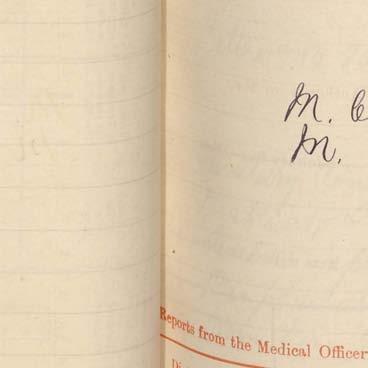 M.
M.
Reports from the Medical Officer